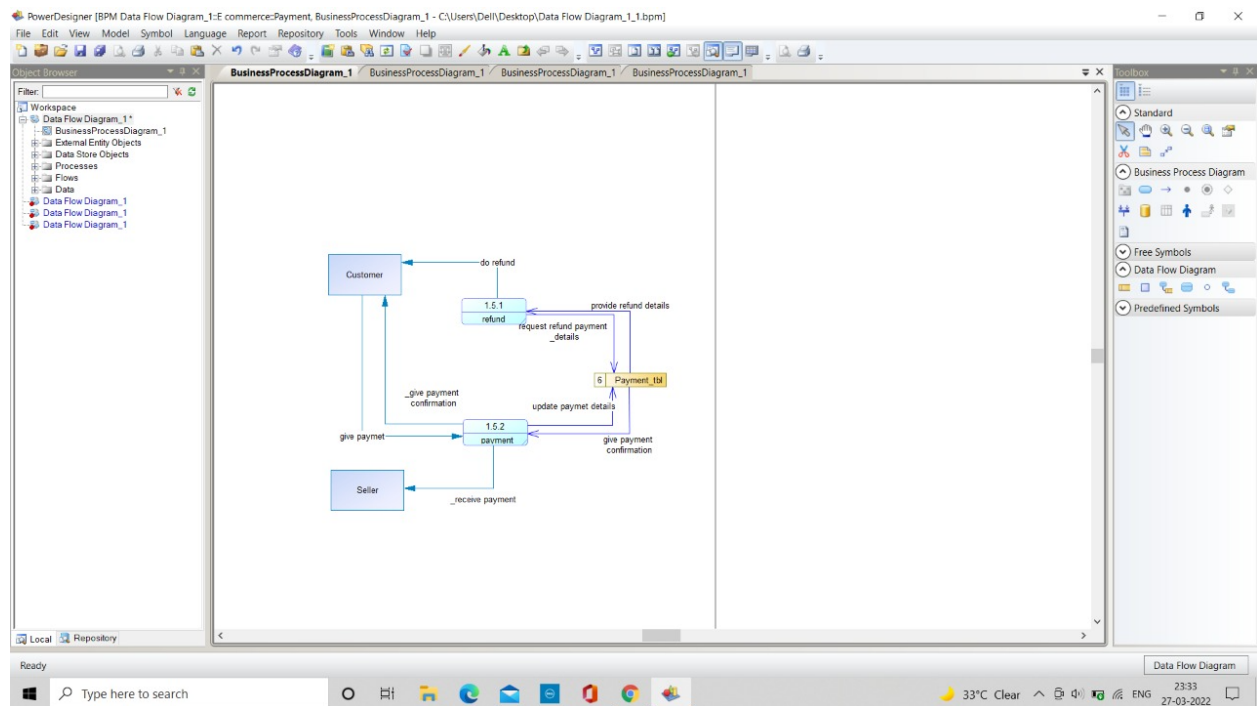 PowerDesigner [BPM Data Flow Diagram_1::E commerce::Payment, BusinessProcessDiagram_1 - C:\Users\Dell\Desktop\Data Flow Diagram_1_1.bpm]
File Edit View Model Symbol Language Report Repository Tools Window Help
Object Browser
BusinessProcessDiagram_1 BusinessProcessDiagram_1 BusinessProcessDiagram_1 BusinessProcessDiagram_1
Toolbox
Filter:
Workspace
Data Flow Diagram_1 *
BusinessProcessDiagram_1
External Entity Objects
Data Store Objects
Processes
Flows
Data
Data Flow Diagram_1
Data Flow Diagram_1
Data Flow Diagram_1
Customer
do refund
1.5.1
refund
provide refund details
request refund payment
_details
6 Payment_tbl
_give payment
confirmation
update paymet details
1.5.2
payment
give paymet
give payment
confirmation
Seller
_receive payment
Standard
Business Process Diagram
Free Symbols
Data Flow Diagram
Predefined Symbols
Local Repository
Ready
Data Flow Diagram
Type here to search
33°C Clear
ENG
23:33
27-03-2022